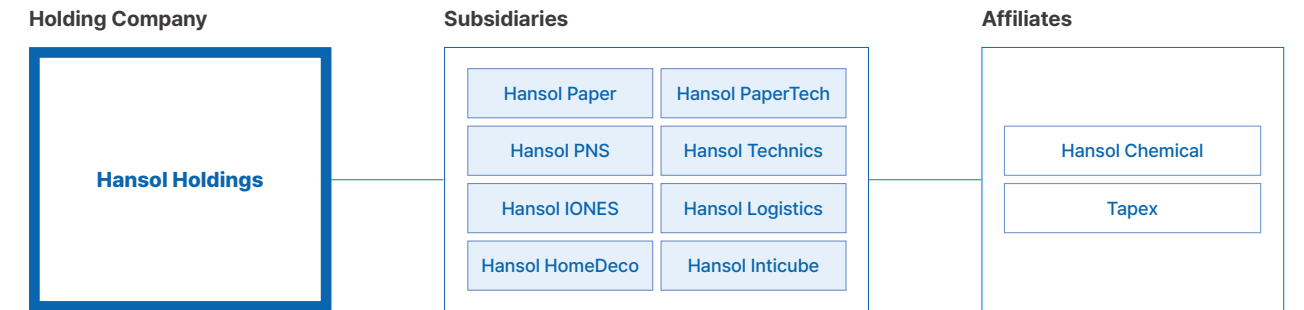 Holding Company
Subsidiaries
Affiliates
Hansol Holdings
Hansol Paper
Hansol PaperTech
Hansol PNS
Hansol Technics
Hansol IONES
Hansol Logistics
Hansol HomeDeco
Hansol Inticube
Hansol Chemical
Tapex